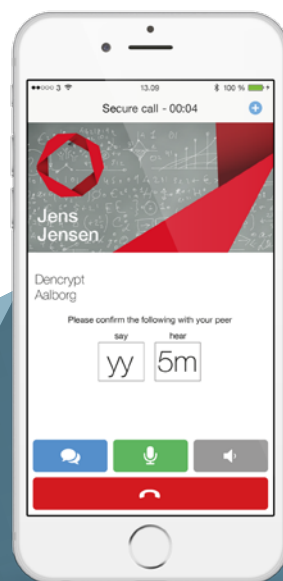 3 13.09 100 %
Secure call - 00:04
Jens
Jensen
Dencrypt
Aalborg
Please confirm the following with your peer
say hear
yy 5m